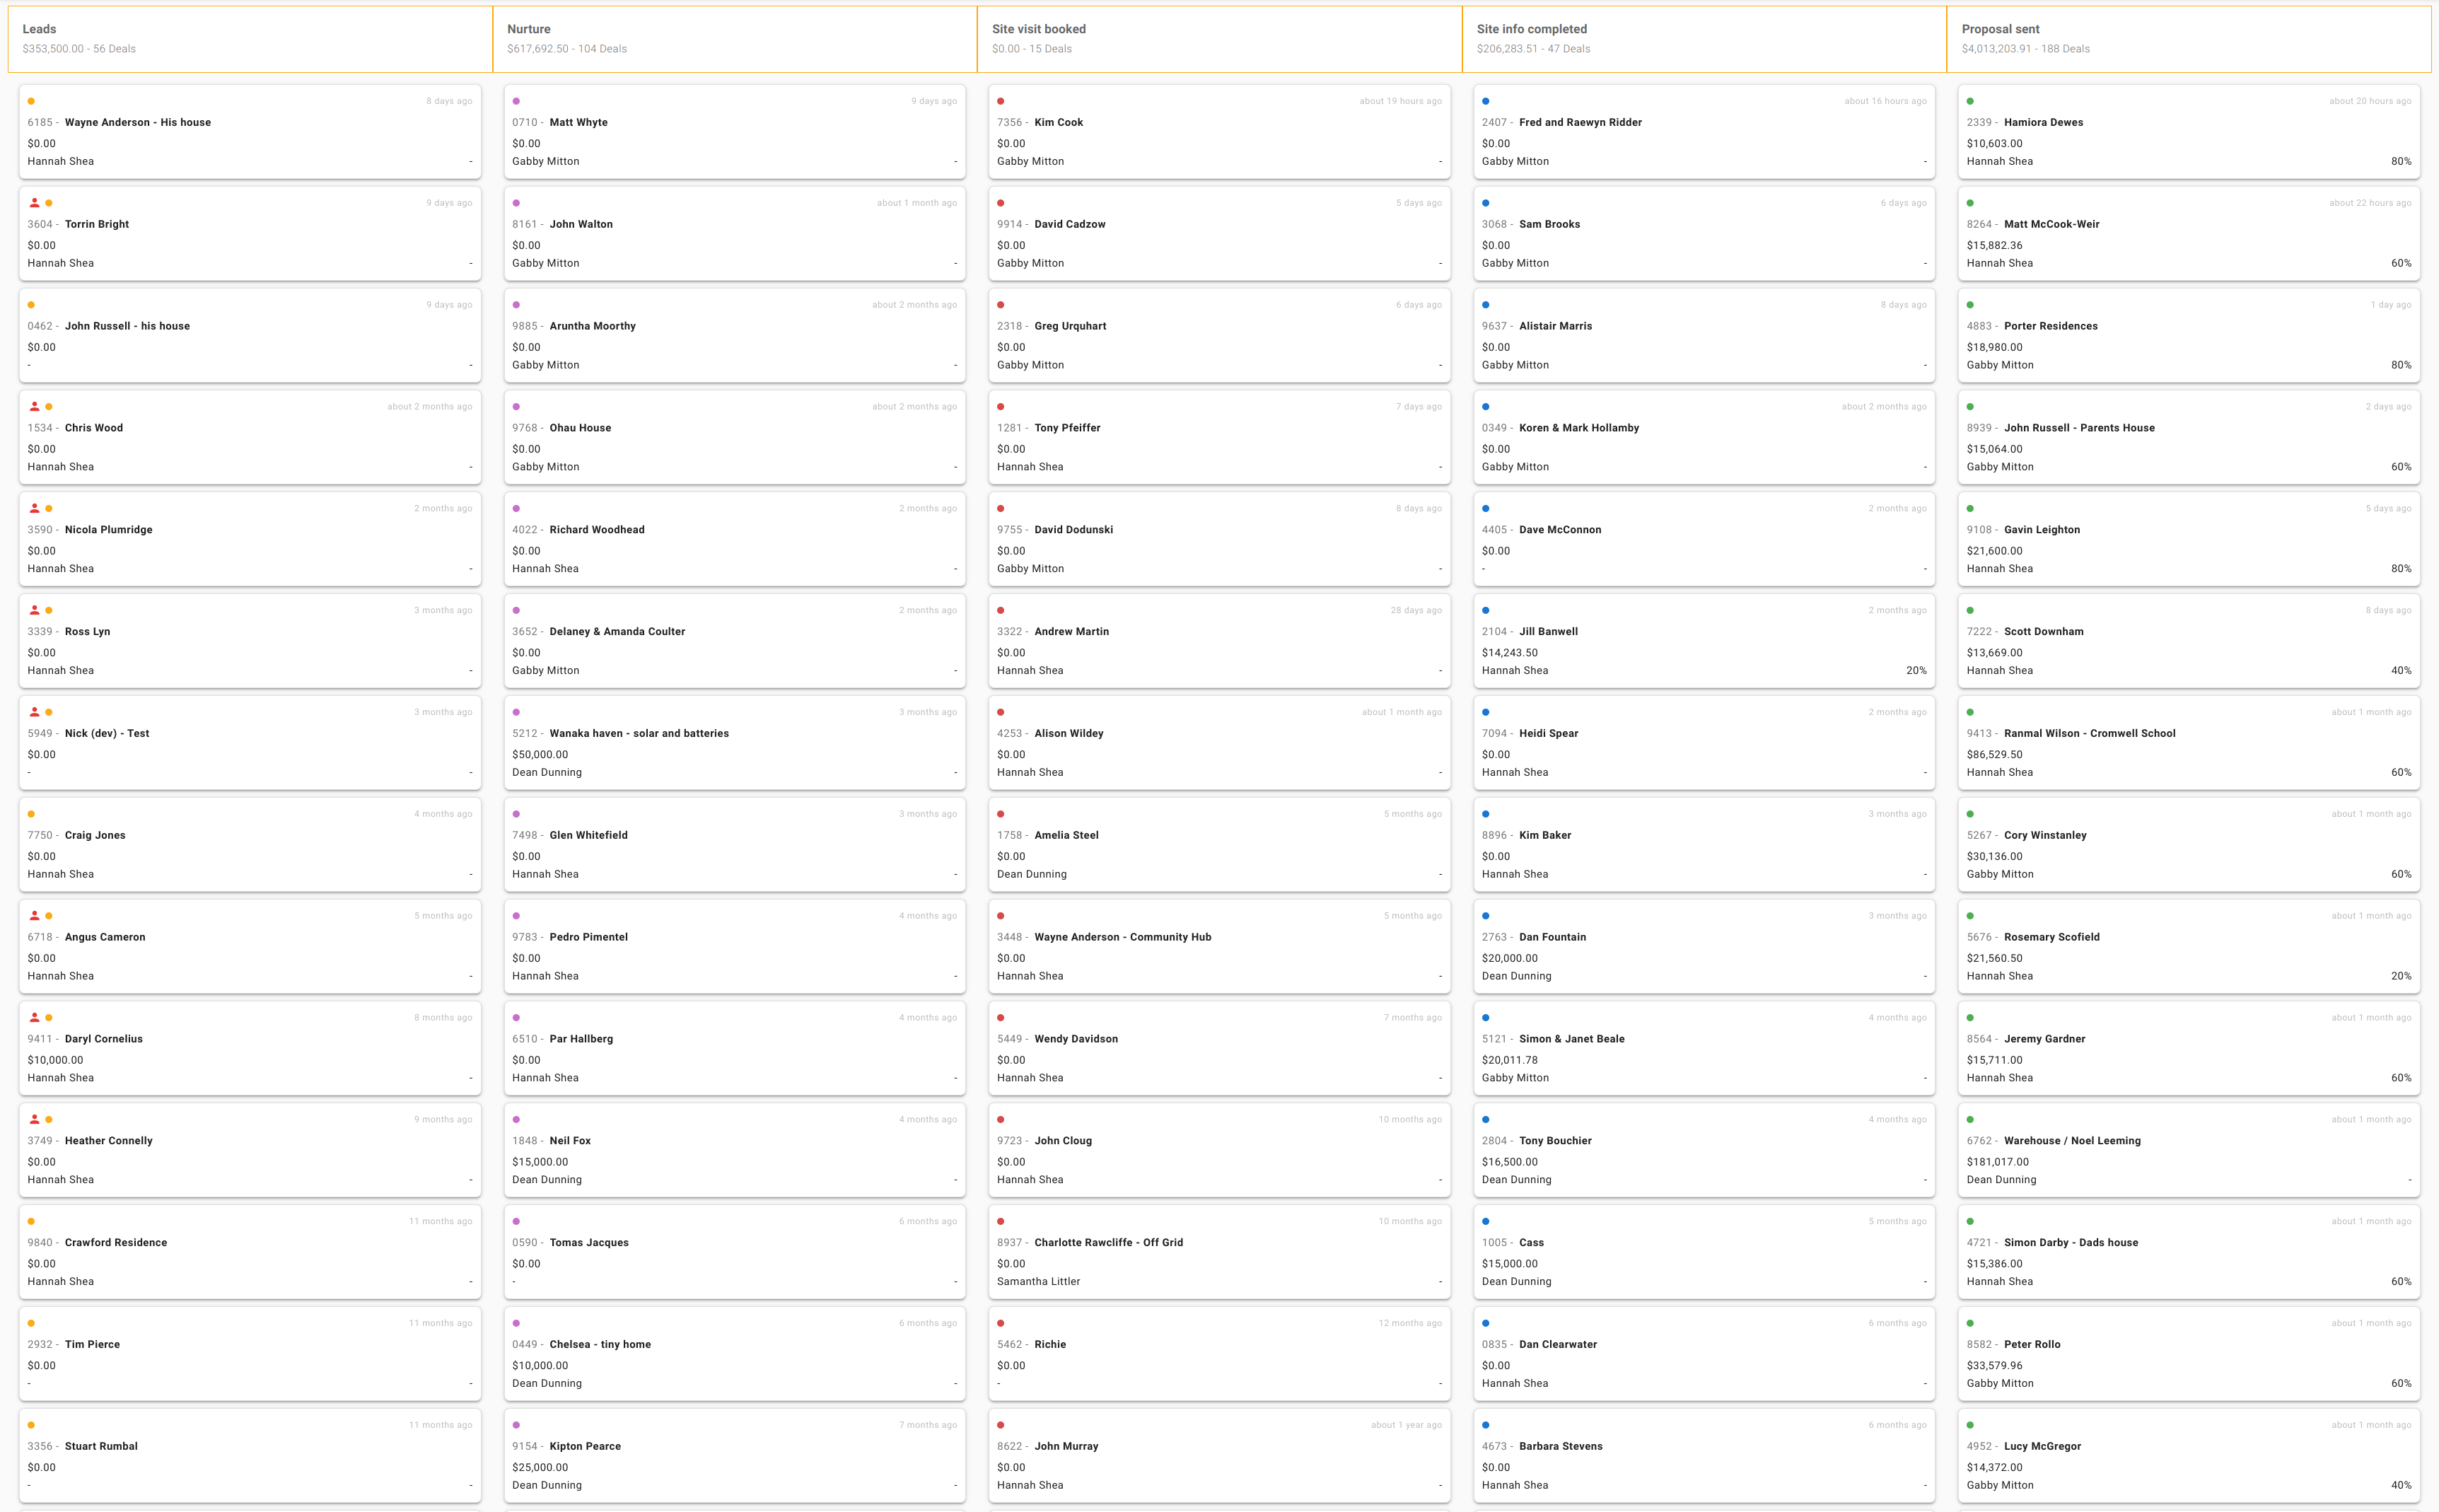 Leads
$353,500.00 - 56 Deals
8 days ago
6185 - Wayne Anderson - His house
$0.00
Hannah Shea -
9 days ago
3604 - Torrin Bright
$0.00
Hannah Shea -
9 days ago
0462 - John Russell - his house
$0.00
- -
about 2 months ago
1534 - Chris Wood
$0.00
Hannah Shea -
2 months ago
3590 - Nicola Plumridge
$0.00
Hannah Shea -
3 months ago
3339 - Ross Lyn
$0.00
Hannah Shea -
3 months ago
5949 - Nick (dev) - Test
$0.00
- -
4 months ago
7750 - Craig Jones
$0.00
Hannah Shea -
5 months ago
6718 - Angus Cameron
$0.00
Hannah Shea -
8 months ago
9411 - Daryl Cornelius
$10,000.00
Hannah Shea -
9 months ago
3749 - Heather Connelly
$0.00
Hannah Shea -
11 months ago
9840 - Crawford Residence
$0.00
Hannah Shea -
11 months ago
2932 - Tim Pierce
$0.00
- -
11 months ago
3356 - Stuart Rumbal
$0.00
- -
Nurture
$617,692.50 - 104 Deals
9 days ago
0710 - Matt Whyte
$0.00
Gabby Mitton -
about 1 month ago
8161 - John Walton
$0.00
Gabby Mitton -
about 2 months ago
9885 - Aruntha Moorthy
$0.00
Gabby Mitton -
about 2 months ago
9768 - Ohau House
$0.00
Gabby Mitton -
2 months ago
4022 - Richard Woodhead
$0.00
Hannah Shea -
2 months ago
3652 - Delaney & Amanda Coulter
$0.00
Gabby Mitton -
3 months ago
5212 - Wanaka haven - solar and batteries
$50,000.00
Dean Dunning -
3 months ago
7498 - Glen Whitefield
$0.00
Hannah Shea -
4 months ago
9783 - Pedro Pimentel
$0.00
Hannah Shea -
4 months ago
6510 - Par Hallberg
$0.00
Hannah Shea -
4 months ago
1848 - Neil Fox
$15,000.00
Dean Dunning -
6 months ago
0590 - Tomas Jacques
$0.00
- -
6 months ago
0449 - Chelsea - tiny home
$10,000.00
Dean Dunning -
7 months ago
9154 - Kipton Pearce
$25,000.00
Dean Dunning -
Site visit booked
$0.00 - 15 Deals
about 19 hours ago
7356 - Kim Cook
$0.00
Gabby Mitton -
5 days ago
9914 - David Cadzow
$0.00
Gabby Mitton -
6 days ago
2318 - Greg Urquhart
$0.00
Gabby Mitton -
7 days ago
1281 - Tony Pfeiffer
$0.00
Hannah Shea -
8 days ago
9755 - David Dodunski
$0.00
Gabby Mitton -
28 days ago
3322 - Andrew Martin
$0.00
Hannah Shea -
about 1 month ago
4253 - Alison Wildey
$0.00
Hannah Shea -
5 months ago
1758 - Amelia Steel
$0.00
Dean Dunning -
5 months ago
3448 - Wayne Anderson - Community Hub
$0.00
Hannah Shea -
7 months ago
5449 - Wendy Davidson
$0.00
Hannah Shea -
10 months ago
9723 - John Cloug
$0.00
Hannah Shea -
10 months ago
8937 - Charlotte Rawcliffe - Off Grid
$0.00
Samantha Littler -
12 months ago
5462 - Richie
$0.00
- -
about 1 year ago
8622 - John Murray
$0.00
Hannah Shea -
Site info completed
$206,283.51 - 47 Deals
about 16 hours ago
2407 - Fred and Raewyn Ridder
$0.00
Gabby Mitton -
6 days ago
3068 - Sam Brooks
$0.00
Gabby Mitton -
8 days ago
9637 - Alistair Marris
$0.00
Gabby Mitton -
about 2 months ago
0349 - Koren & Mark Hollamby
$0.00
Gabby Mitton -
2 months ago
4405 - Dave McConnon
$0.00
- -
2 months ago
2104 - Jill Banwell
$14,243.50
Hannah Shea 20%
2 months ago
7094 - Heidi Spear
$0.00
Hannah Shea -
3 months ago
8896 - Kim Baker
$0.00
Hannah Shea -
3 months ago
2763 - Dan Fountain
$20,000.00
Dean Dunning -
4 months ago
5121 - Simon & Janet Beale
$20,011.78
Gabby Mitton -
4 months ago
2804 - Tony Bouchier
$16,500.00
Dean Dunning -
5 months ago
1005 - Cass
$15,000.00
Dean Dunning -
6 months ago
0835 - Dan Clearwater
$0.00
Hannah Shea -
6 months ago
4673 - Barbara Stevens
$0.00
Hannah Shea -
Proposal sent
$4,013,203.91 - 188 Deals
about 20 hours ago
2339 - Hamiora Dewes
$10,603.00
Hannah Shea 80%
about 22 hours ago
8264 - Matt McCook-Weir
$15,882.36
Hannah Shea 60%
1 day ago
4883 - Porter Residences
$18,980.00
Gabby Mitton 80%
2 days ago
8939 - John Russell - Parents House
$15,064.00
Gabby Mitton 60%
5 days ago
9108 - Gavin Leighton
$21,600.00
Hannah Shea 80%
8 days ago
7222 - Scott Downham
$13,669.00
Hannah Shea 40%
about 1 month ago
9413 - Ranmal Wilson - Cromwell School
$86,529.50
Hannah Shea 60%
about 1 month ago
5267 - Cory Winstanley
$30,136.00
Gabby Mitton 60%
about 1 month ago
5676 - Rosemary Scofield
$21,560.50
Hannah Shea 20%
about 1 month ago
8564 - Jeremy Gardner
$15,711.00
Hannah Shea 60%
about 1 month ago
6762 - Warehouse / Noel Leeming
$181,017.00
Dean Dunning -
about 1 month ago
4721 - Simon Darby - Dads house
$15,386.00
Hannah Shea 60%
about 1 month ago
8582 - Peter Rollo
$33,579.96
Gabby Mitton 60%
about 1 month ago
4952 - Lucy McGregor
$14,372.00
Gabby Mitton 40%